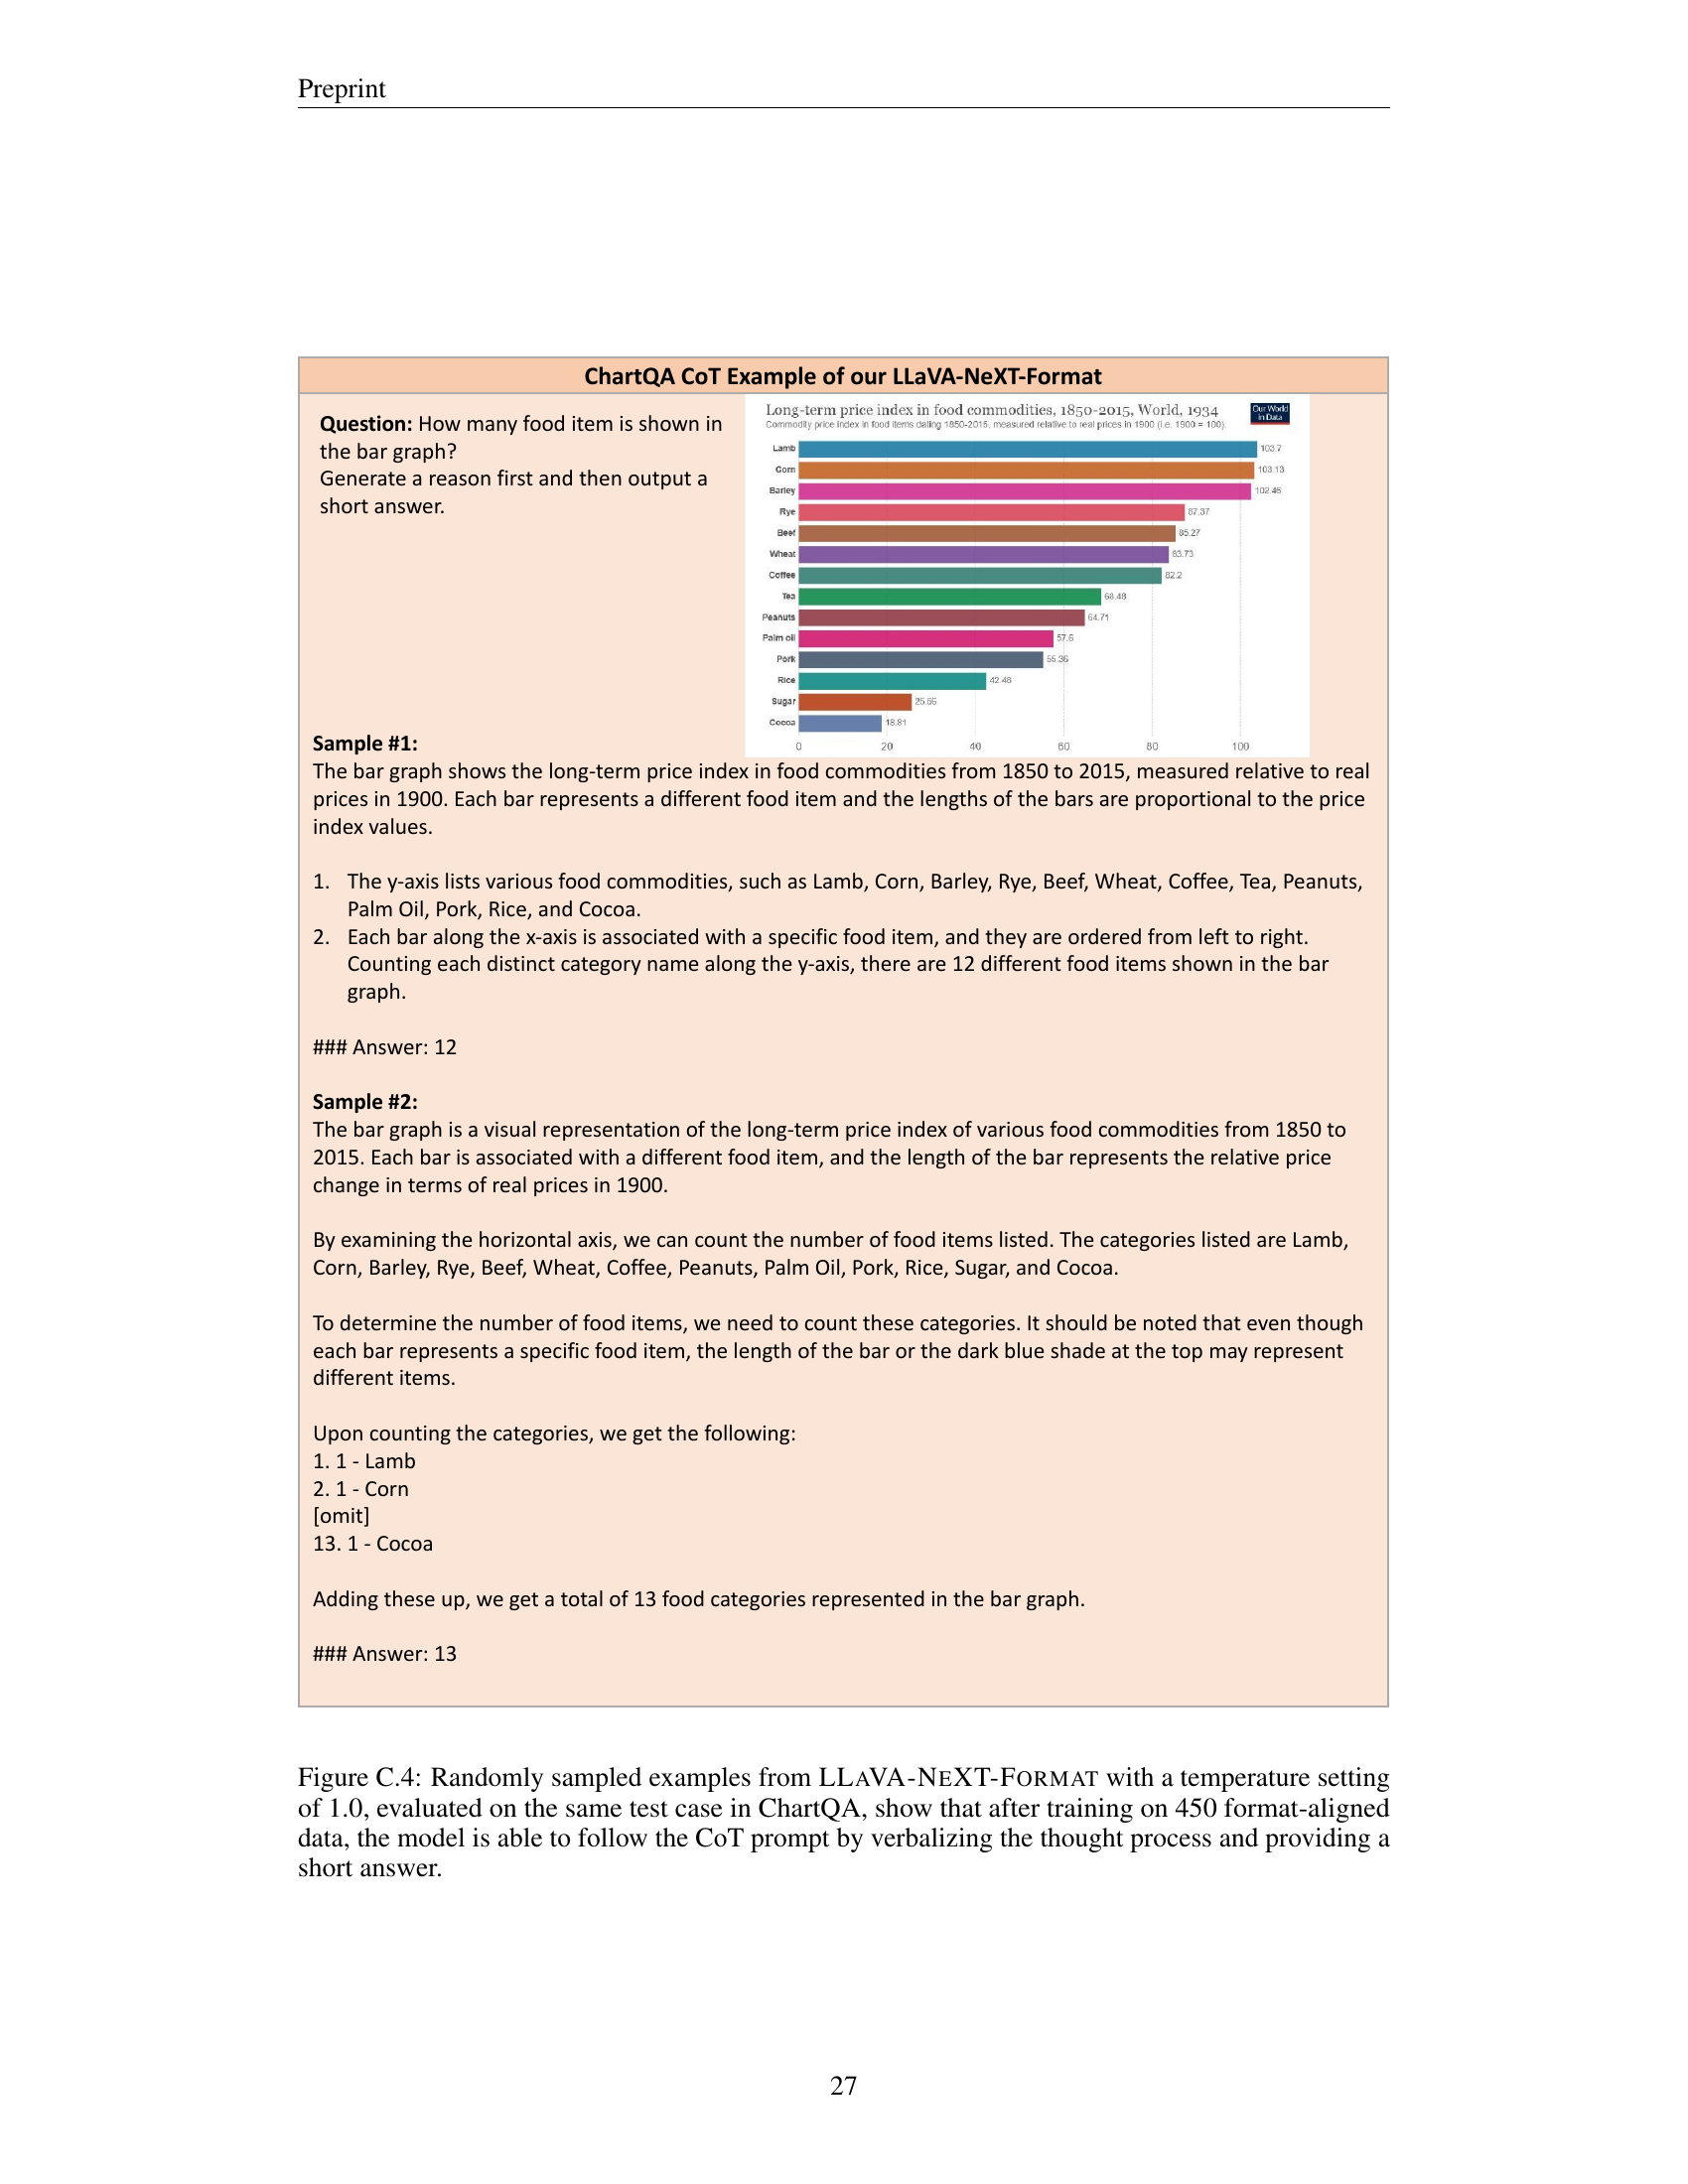 Preprint
ChartQA CoT Example of our LLaVA-NeXT-Format
Question: How many food item is shown in
the bar graph?
Generate a reason first and then output a
short answer.
Long-term price index in food commodities, 1850-2015, World, 1934
Our World
in Data
Commodity price index in food items dating 1850-2015, measured relative to real prices in 1900 (i.e. 1900 = 100).
Lamb 103.7
Corn 103.13
Barley 102.46
Rye 87.37
Beef 85.27
Wheat 83.73
Coffee 82.2
Tea 68.48
Peanuts 64.71
Palm oil 57.6
Pork 55.36
Rice 42.48
Sugar 25.56
Cocoa 18.81
0 20 40 60 80 100
Sample #1:
The bar graph shows the long-term price index in food commodities from 1850 to 2015, measured relative to real
prices in 1900. Each bar represents a different food item and the lengths of the bars are proportional to the price
index values.
1. The y-axis lists various food commodities, such as Lamb, Corn, Barley, Rye, Beef, Wheat, Coffee, Tea, Peanuts,
Palm Oil, Pork, Rice, and Cocoa.
2. Each bar along the x-axis is associated with a specific food item, and they are ordered from left to right.
Counting each distinct category name along the y-axis, there are 12 different food items shown in the bar
graph.
### Answer: 12
Sample #2:
The bar graph is a visual representation of the long-term price index of various food commodities from 1850 to
2015. Each bar is associated with a different food item, and the length of the bar represents the relative price
change in terms of real prices in 1900.
By examining the horizontal axis, we can count the number of food items listed. The categories listed are Lamb,
Corn, Barley, Rye, Beef, Wheat, Coffee, Peanuts, Palm Oil, Pork, Rice, Sugar, and Cocoa.
To determine the number of food items, we need to count these categories. It should be noted that even though
each bar represents a specific food item, the length of the bar or the dark blue shade at the top may represent
different items.
Upon counting the categories, we get the following:
1. 1 - Lamb
2. 1 - Corn
[omit]
13. 1 - Cocoa
Adding these up, we get a total of 13 food categories represented in the bar graph.
### Answer: 13
Figure C.4: Randomly sampled examples from LLAVA-NEXT-FORMAT with a temperature setting
of 1.0, evaluated on the same test case in ChartQA, show that after training on 450 format-aligned
data, the model is able to follow the CoT prompt by verbalizing the thought process and providing a
short answer.
27